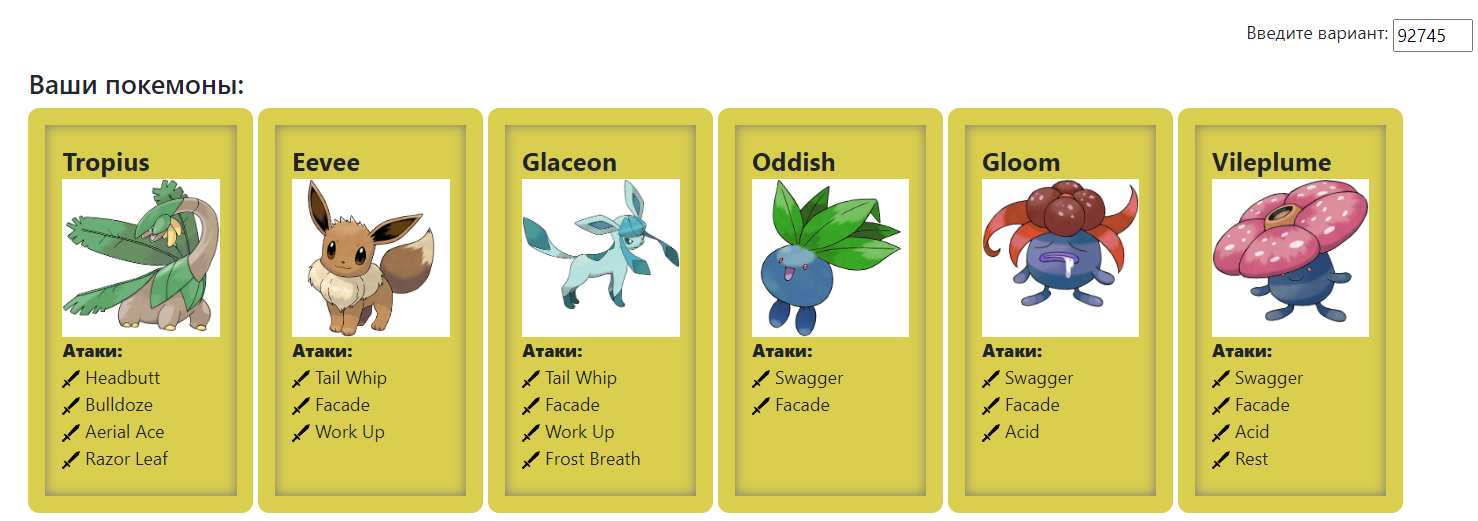 Введите вариант: 92745
Ваши покемоны:
Tropius
Атаки:
Headbutt
Bulldoze
Aerial Ace
Razor Leaf
Eevee
Атаки:
Tail Whip
Facade
Work Up
Glaceon
Атаки:
Tail Whip
Facade
Work Up
Frost Breath
Oddish
Атаки:
Swagger
Facade
Gloom
Атаки:
Swagger
Facade
Acid
Vileplume
Атаки:
Swagger
Facade
Acid
Rest